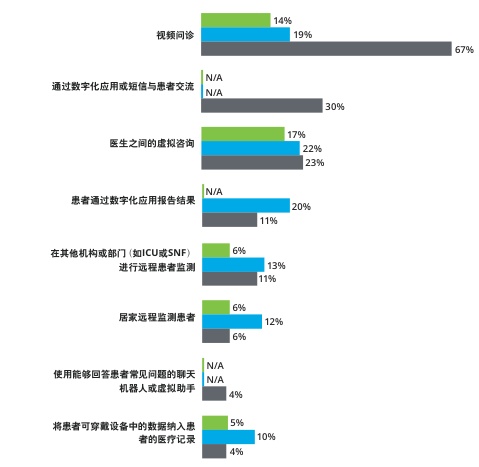 14%
视频问诊
19%
67%
通过数字化应用或短信与患者交流
N/A
N/A
30%
17%
医生之间的虚拟咨询
22%
23%
N/A
患者通过数字化应用报告结果
20%
11%
在其他机构或部门（如ICU或SNF）
进行远程患者监测
6%
13%
11%
6%
居家远程监测患者
12%
6%
N/A
使用能够回答患者常见问题的聊天
机器人或虚拟助手
N/A
4%
5%
将患者可穿戴设备中的数据纳入患
者的医疗记录
10%
4%